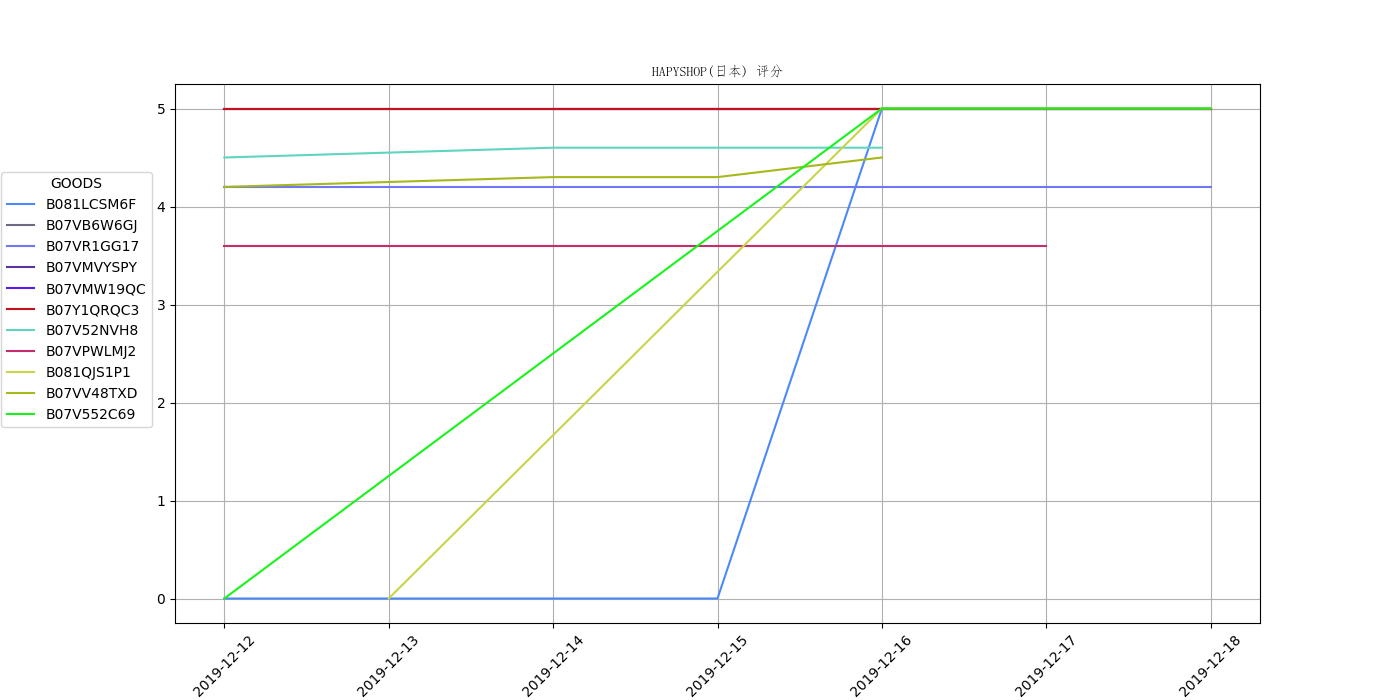 HAPYSHOP(日本) 评分
5
4
3
2
1
0
GOODS
B081LCSM6F
B07VB6W6GJ
B07VR1GG17
B07VMVYSPY
B07VMW19QC
B07Y1QRQC3
B07V52NVH8
B07VPWLMJ2
B081QJS1P1
B07VV48TXD
B07V552C69
2019-12-12
2019-12-13
2019-12-14
2019-12-15
2019-12-16
2019-12-17
2019-12-18